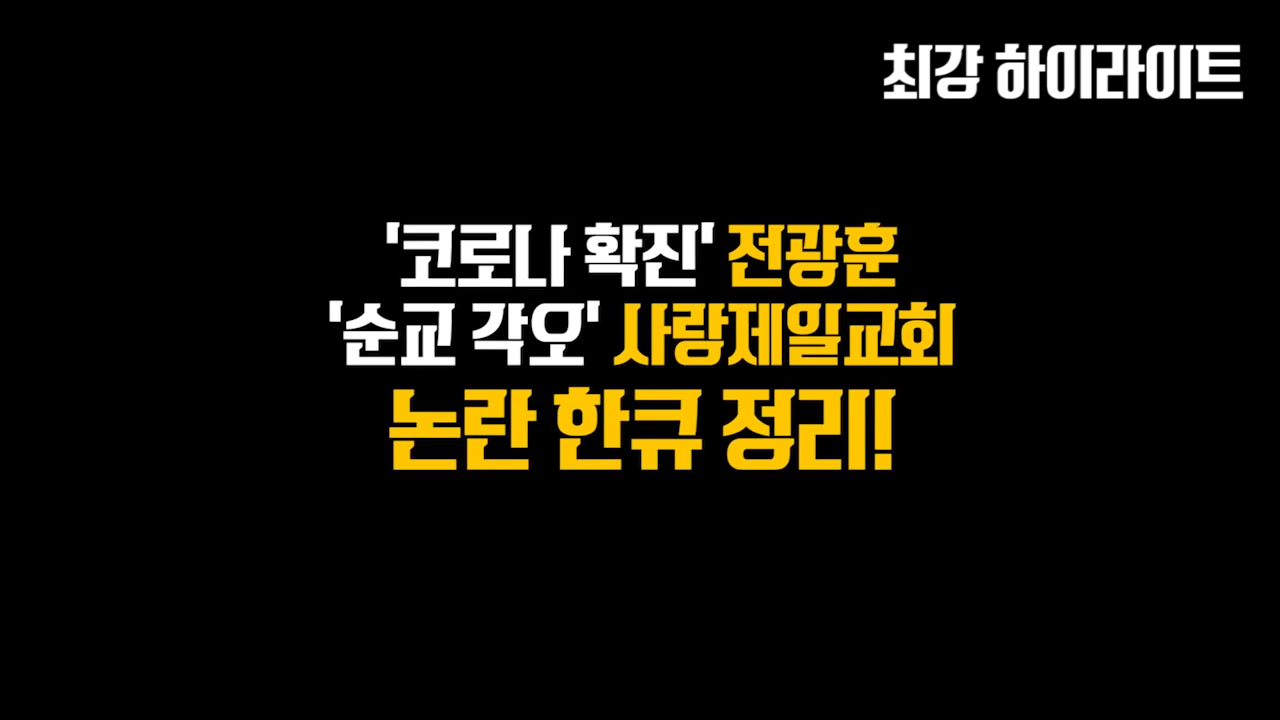 최강 하이라이트
'코로나 확진' 전광훈
'순교 각오' 사랑제일교회
논란 한큐 정리!